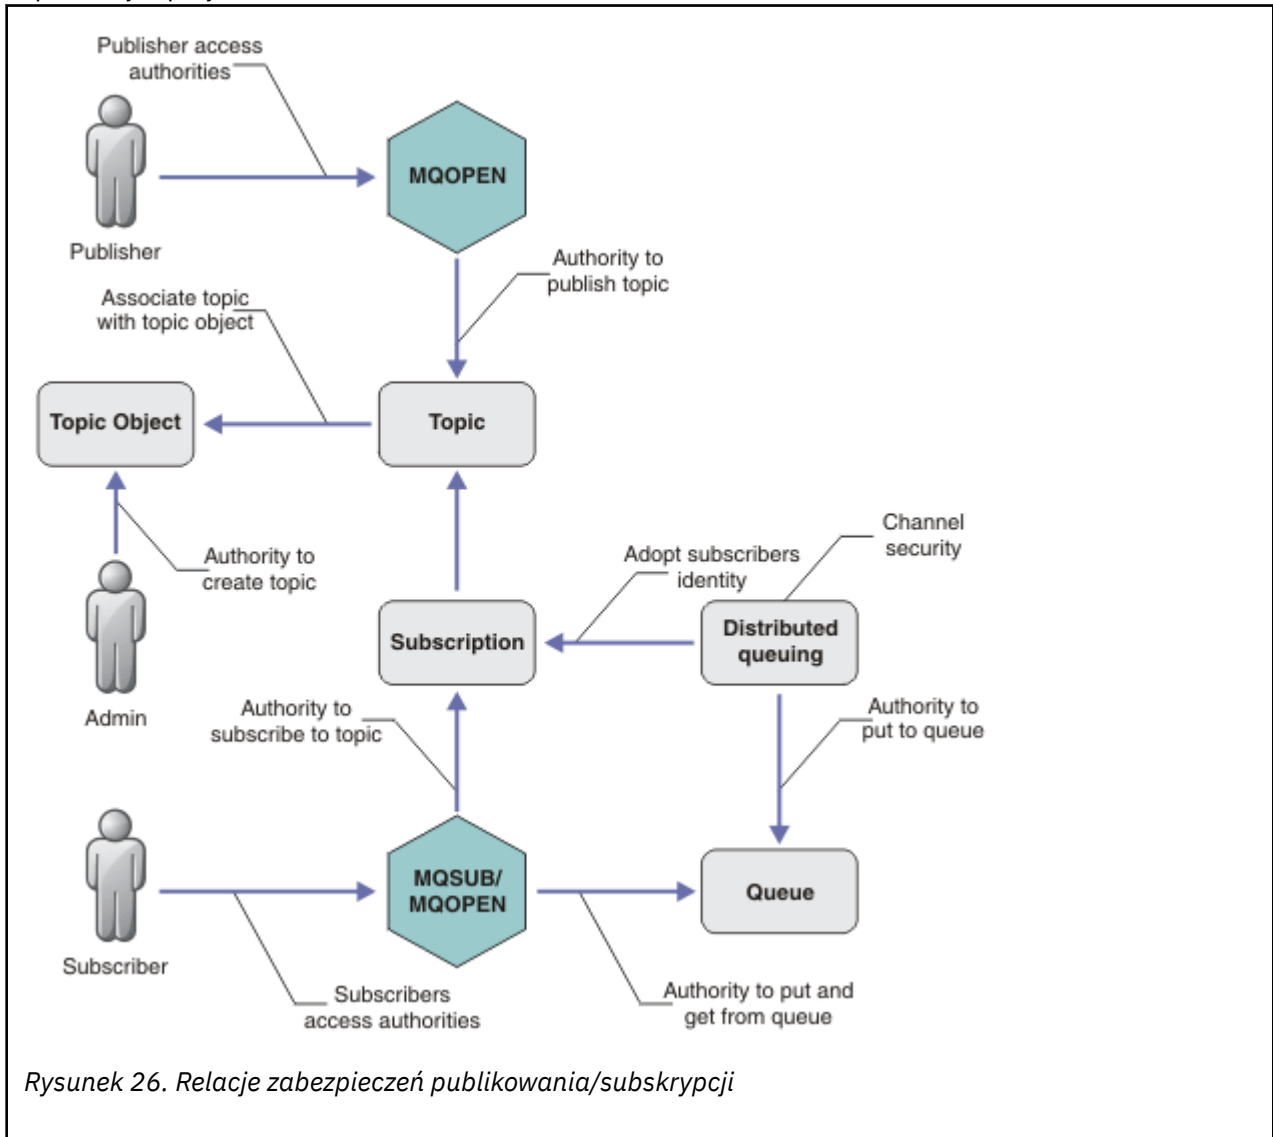 Publisher access
authorities
MQOPEN
Publisher
Authority to
publish topic
Associate topic
with topic object
Topic Object
Topic
Channel
security
Adopt subscribers
identity
Authority to
create topic
Subscription
Distributed
queuing
Admin
Authority to
subscribe to topic
Authority to
put to queue
MQSUB/
MQOPEN
Queue
Subscriber
Subscribers
access authorities
Authority to put and
get from queue
Rysunek 26. Relacje zabezpieczeń publikowania/subskrypcji